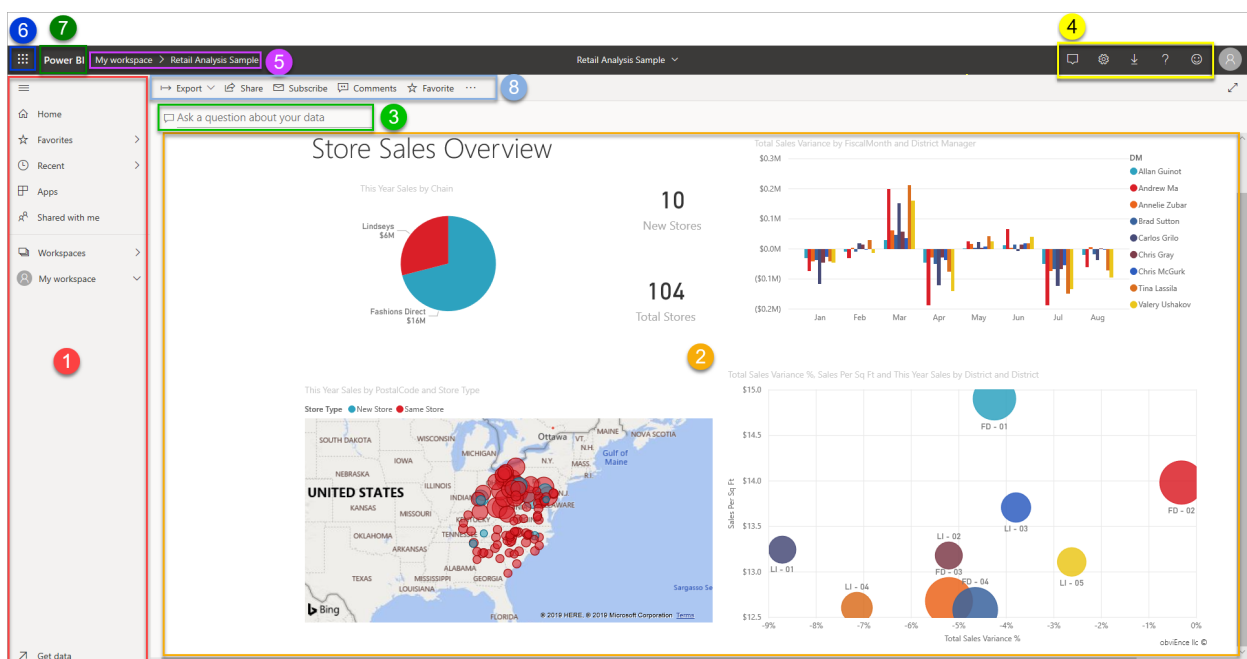 6
7
4
Power BI
My workspace > Retail Analysis Sample
5
Retail Analysis Sample
?
Export
Share
Subscribe
Comments
Favorite
...
8
Ask a question about your data
3
Home
Favorites
Recent
Apps
Shared with me
Workspaces
My workspace
1
Get data
Store Sales Overview
This Year Sales by Chain
Lindseys
$6M
Fashions Direct
$16M
10
New Stores
104
Total Stores
2
Total Sales Variance by FiscalMonth and District Manager
$0.3M
$0.2M
$0.1M
$0.0M
($0.1M)
($0.2M)
Jan Feb Mar Apr May Jun Jul Aug
DM
Allan Guinot
Andrew Ma
Annelie Zubar
Brad Sutton
Carlos Grilo
Chris Gray
Chris McGurk
Tina Lassila
Valery Ushakov
This Year Sales by PostalCode and Store Type
Store Type New Store Same Store
SOUTH DAKOTA
WISCONSIN
Ottawa
VT.
MAINE
NOVA SCOTIA
N.H.
MICHIGAN
Gulf of
Maine
IOWA
N.Y.
MASS.
R.I.
NEBRASKA
UNITED STATES
ILLINOIS
N.J.
KANSAS
MISSOURI
OKLAHOMA
ARKANSAS
ALABAMA
TEXAS
MISSISSIPPI
GEORGIA
LOUISIANA
Sargasso Se
Bing
FLORIDA
© 2019 HERE, © 2019 Microsoft Corporation Terms
Total Sales Variance %, Sales Per Sq Ft and This Year Sales by District and District
$15.0
$14.5
$14.0
$13.5
$13.0
$12.5
Sales Per Sq Ft
FD - 01
FD - 02
LI - 03
LI - 02
LI - 01
FD - 03
FD - 04
LI - 05
LI - 04
-9% -8% -7% -6% -5% -4% -3% -2% -1% 0%
Total Sales Variance %
obviEnce llc ©